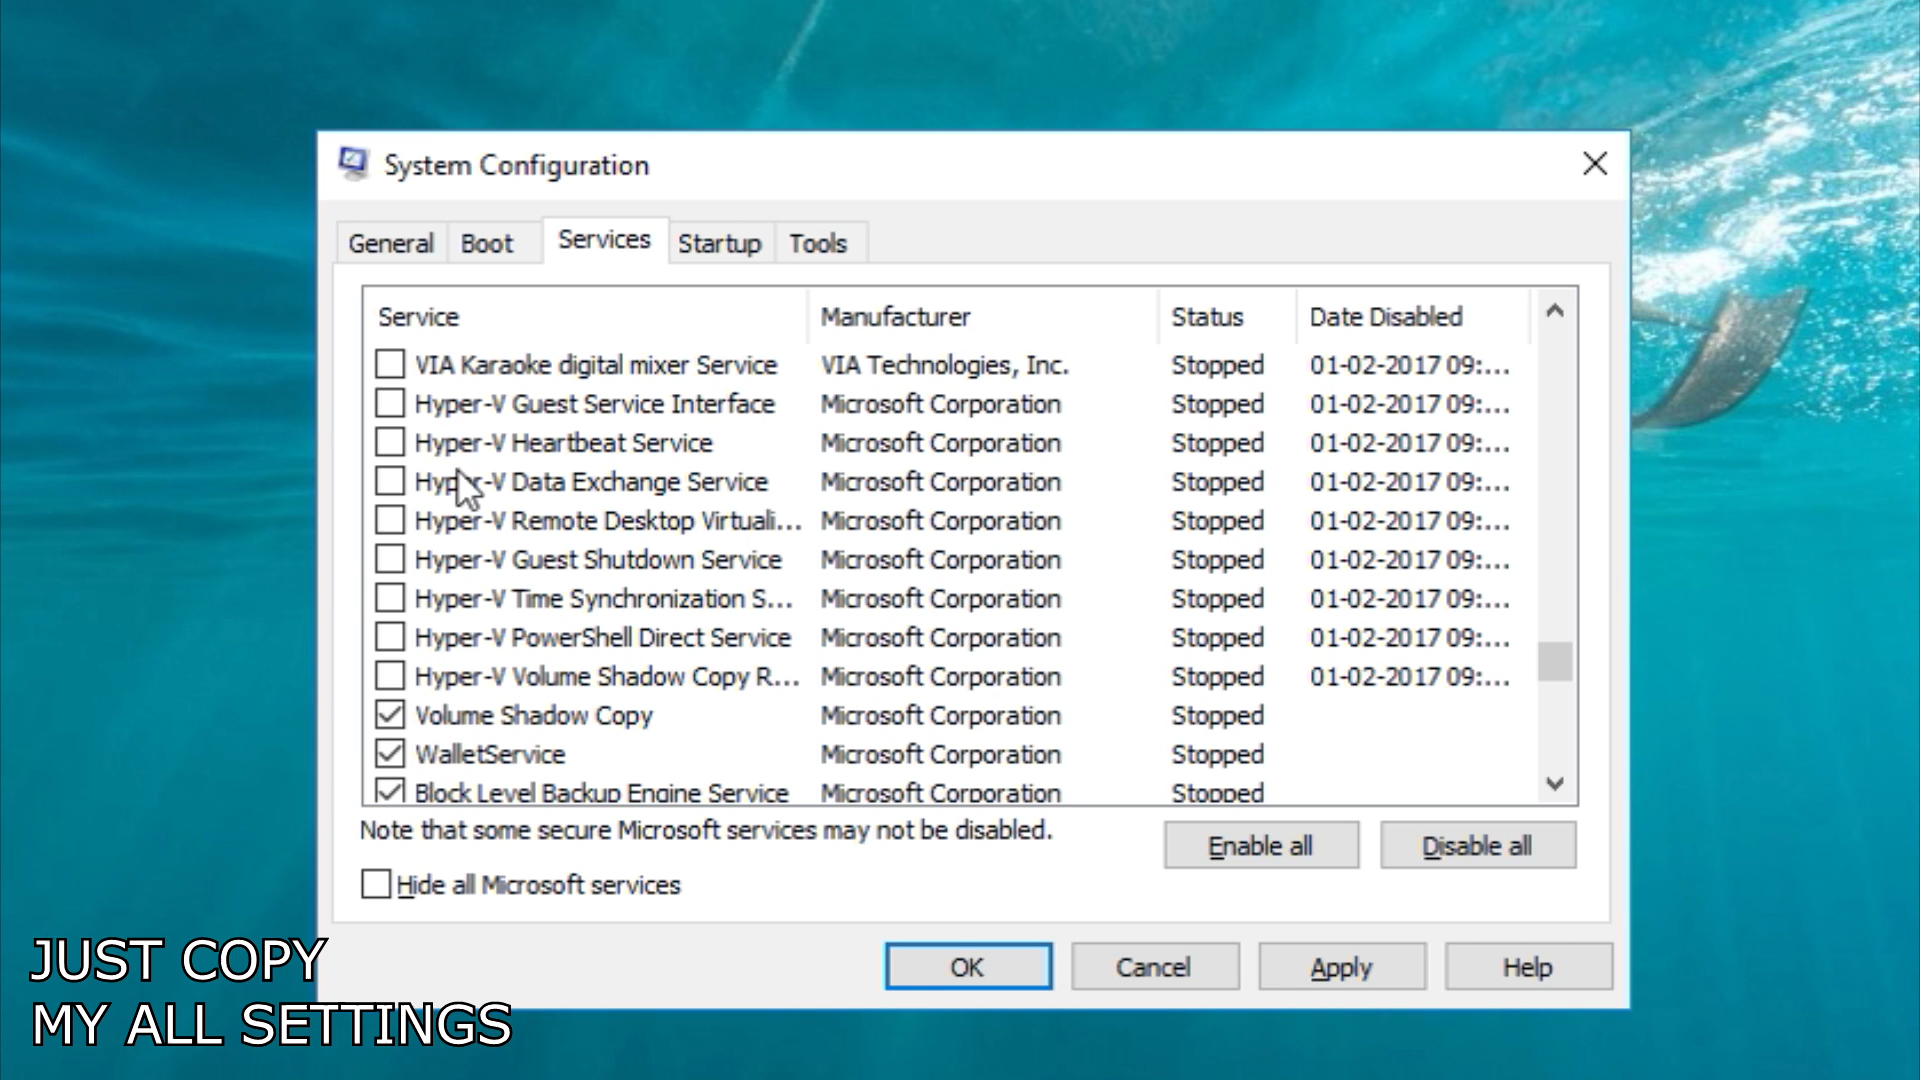 System Configuration
General Boot Services Startup Tools
Service Manufacturer Status Date Disabled
VIA Karaoke digital mixer Service VIA Technologies, Inc. Stopped 01-02-2017 09:...
Hyper-V Guest Service Interface Microsoft Corporation Stopped 01-02-2017 09:...
Hyper-V Heartbeat Service Microsoft Corporation Stopped 01-02-2017 09:...
Hyper-V Data Exchange Service Microsoft Corporation Stopped 01-02-2017 09:...
Hyper-V Remote Desktop Virtuali... Microsoft Corporation Stopped 01-02-2017 09:...
Hyper-V Guest Shutdown Service Microsoft Corporation Stopped 01-02-2017 09:...
Hyper-V Time Synchronization S... Microsoft Corporation Stopped 01-02-2017 09:...
Hyper-V PowerShell Direct Service Microsoft Corporation Stopped 01-02-2017 09:...
Hyper-V Volume Shadow Copy R... Microsoft Corporation Stopped 01-02-2017 09:...
Volume Shadow Copy Microsoft Corporation Stopped
WalletService Microsoft Corporation Stopped
Block Level Backup Engine Service Microsoft Corporation Stopped
Note that some secure Microsoft services may not be disabled.
Enable all Disable all
Hide all Microsoft services
OK Cancel Apply Help
JUST COPY
MY ALL SETTINGS